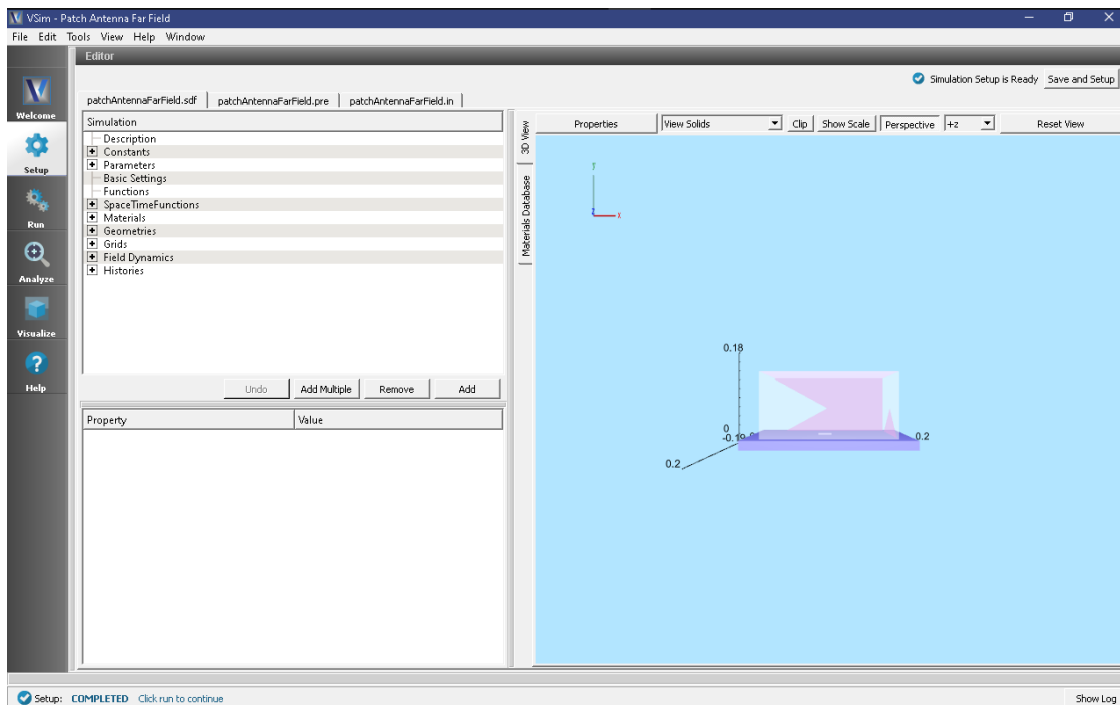 VSim - Patch Antenna Far Field
File Edit Tools View Help Window
Editor
Simulation Setup is Ready Save and Setup
patchAntennaFarField.sdf patchAntennaFarField.pre patchAntennaFarField.in
Welcome
Setup
Run
Analyze
Visualize
Help
Simulation
Description
Constants
Parameters
Basic Settings
Functions
SpaceTimeFunctions
Materials
Geometries
Grids
Field Dynamics
Histories
Undo Add Multiple Remove Add
Property Value
3D View
Materials Database
Properties View Solids Clip Show Scale Perspective +z Reset View
Y
z x
0.18
0
0.2
0.2
Setup: COMPLETED Click run to continue
Show Log